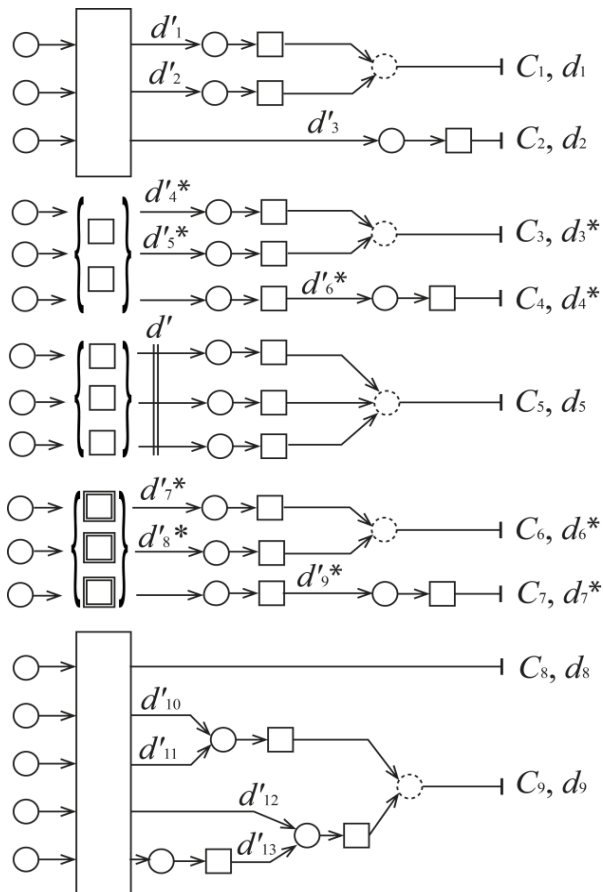 d'₁
d'₂
C₁, d₁
d'₃
C₂, d₂
d'₄*
d'₅*
C₃, d₃*
d'₆*
C₄, d₄*
d'
C₅, d₅
d'₇*
d'₈*
C₆, d₆*
d'₉*
C₇, d₇*
C₈, d₈
d'₁₀
d'₁₁
C₉, d₉
d'₁₂
d'₁₃